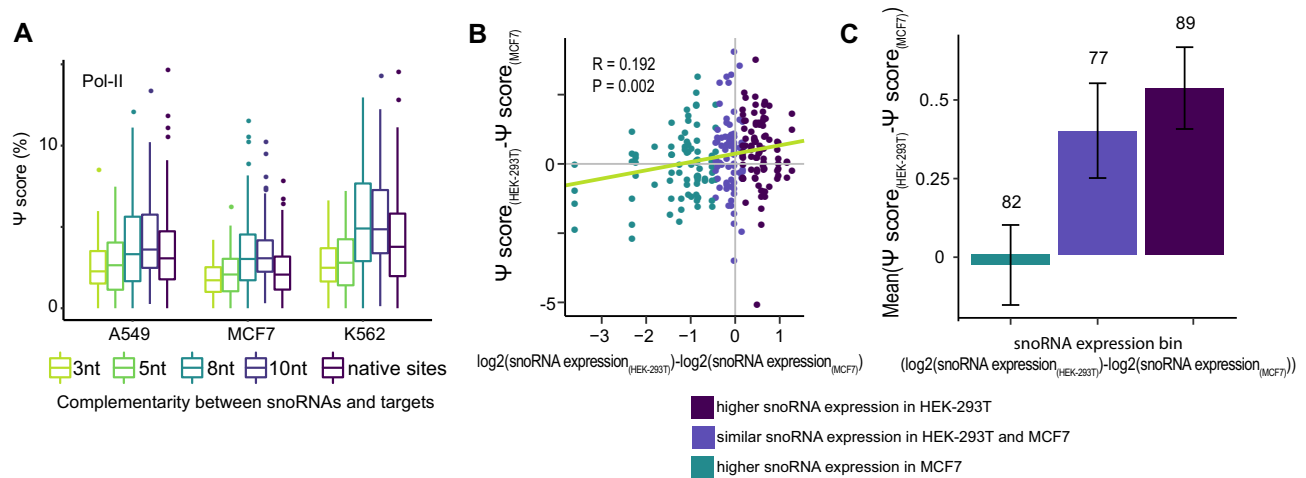 A
Pol-II
Ψ score (%)
10
0
A549 MCF7 K562
3nt 5nt 8nt 10nt native sites
Complementarity between snoRNAs and targets
B
R = 0.192
P = 0.002
Ψ score(HEK-293T)-Ψ score(MCF7)
0
-5
−3 −2 −1 0 1
log2(snoRNA expression(HEK-293T))-log2(snoRNA expression(MCF7))
C
Mean(Ψ score(HEK-293T)-Ψ score(MCF7))
0.5
0.25
0
82 77 89
snoRNA expression bin
(log2(snoRNA expression(HEK-293T))-log2(snoRNA expression(MCF7)))
higher snoRNA expression in HEK-293T
similar snoRNA expression in HEK-293T and MCF7
higher snoRNA expression in MCF7